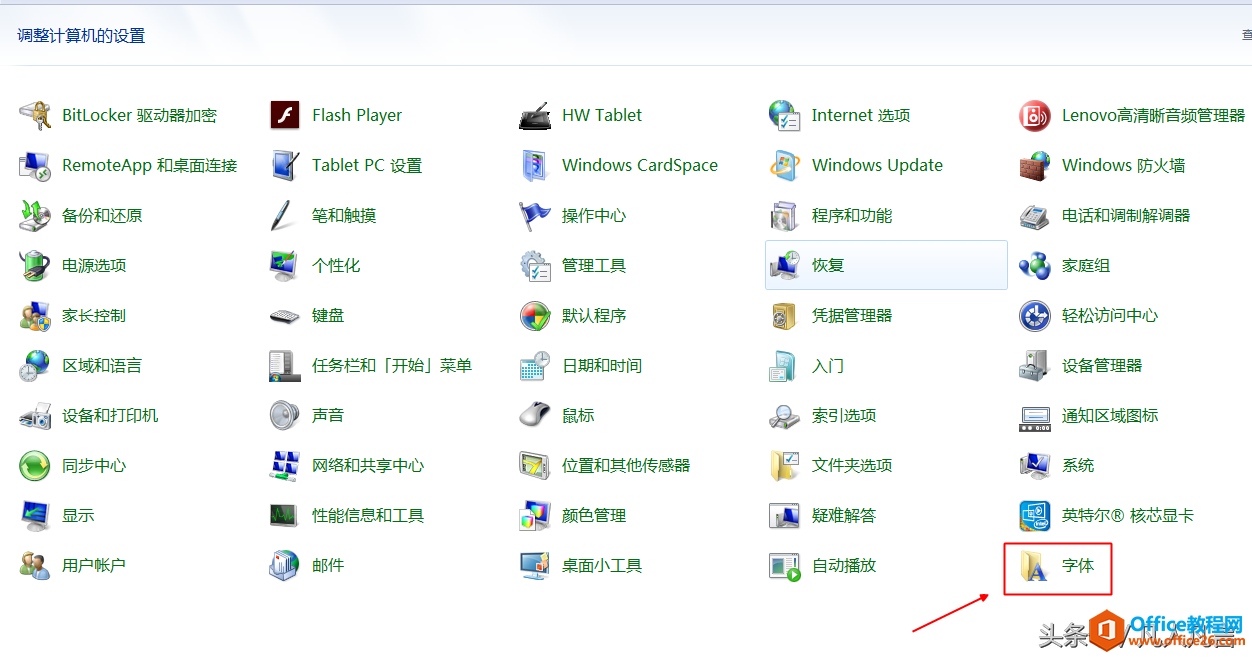 调整计算机的设置
BitLocker 驱动器加密 Flash Player HW Tablet Internet 选项 Lenovo高清晰音频管理器
RemoteApp 和桌面连接 Tablet PC 设置 Windows CardSpace Windows Update Windows 防火墙
备份和还原 笔和触摸 操作中心 程序和功能 电话和调制解调器
电源选项 个性化 管理工具 恢复 家庭组
家长控制 键盘 默认程序 凭据管理器 轻松访问中心
区域和语言 任务栏和「开始」菜单 日期和时间 入门 设备管理器
设备和打印机 声音 鼠标 索引选项 通知区域图标
同步中心 网络和共享中心 位置和其他传感器 文件夹选项 系统
显示 性能信息和工具 颜色管理 疑难解答 英特尔® 核芯显卡
用户帐户 邮件 桌面小工具 自动播放 字体
头条
Office教程网
www.office26.com